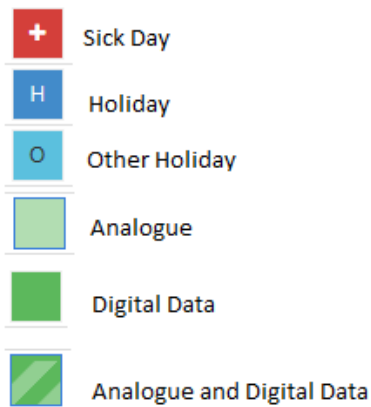 + Sick Day
H Holiday
O Other Holiday
Analogue
Digital Data
Analogue and Digital Data